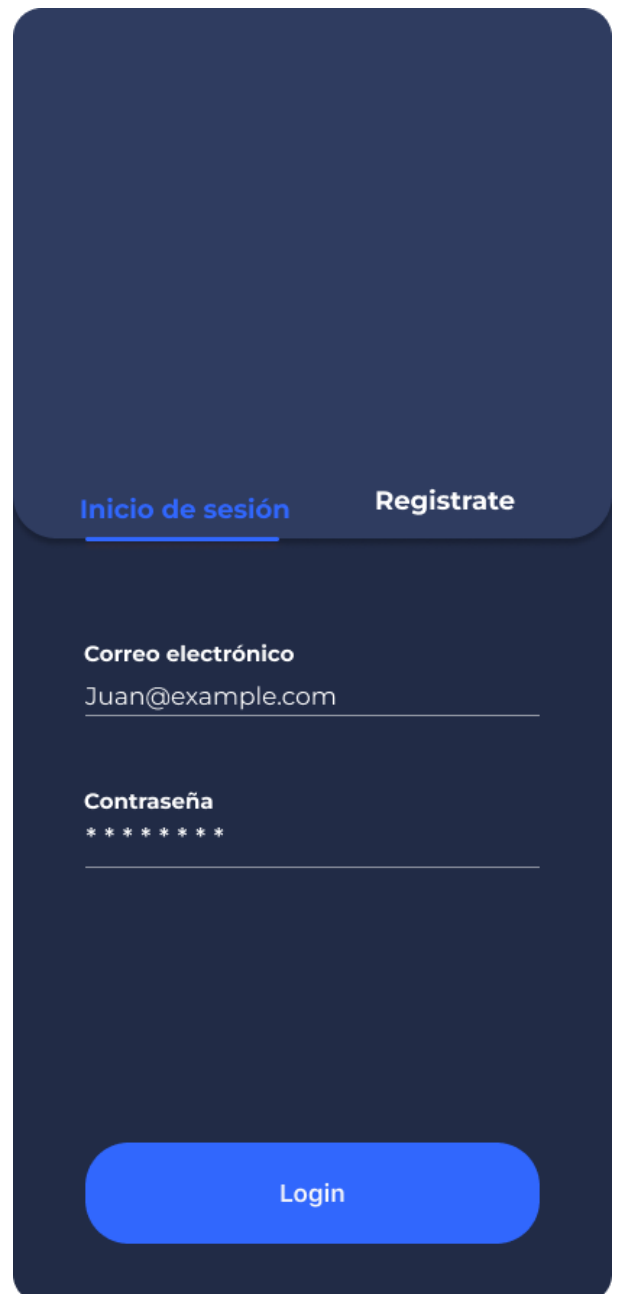 Inicio de sesión
Registrate
Correo electrónico
Juan@example.com
Contraseña
* * * * * * * *
Login